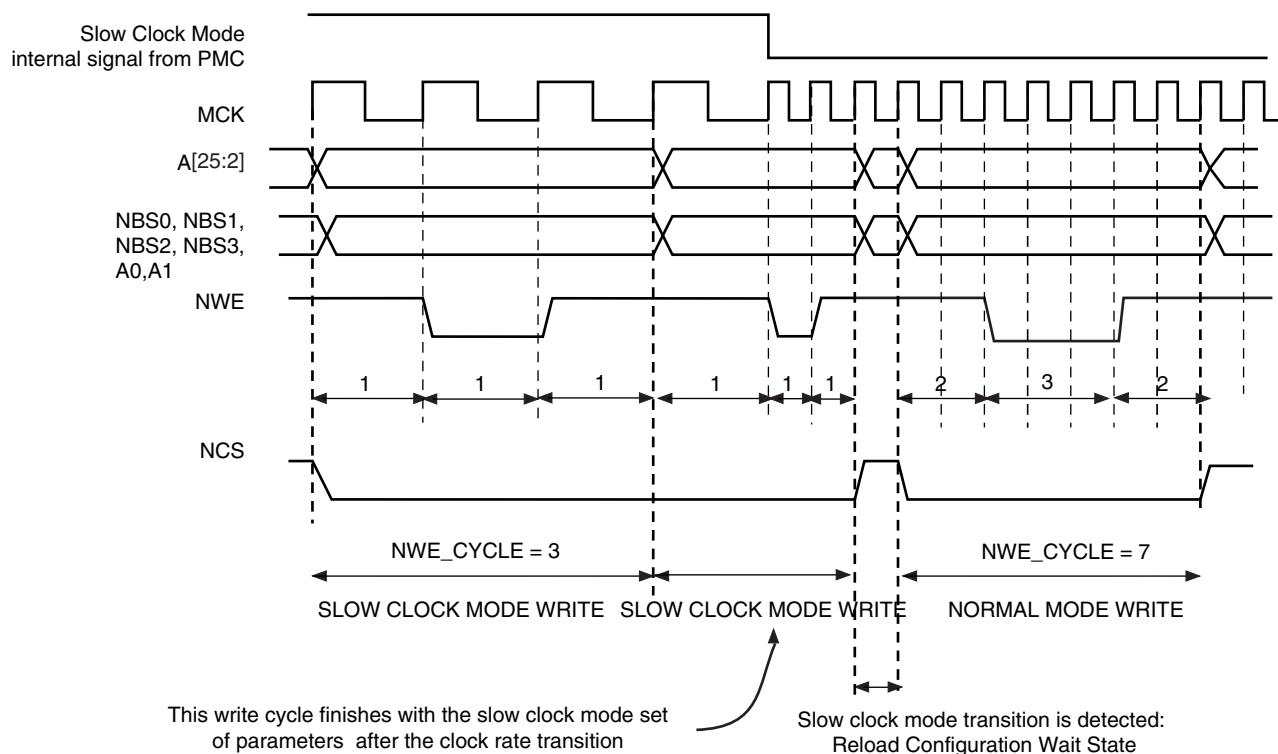 Slow Clock Mode
internal signal from PMC
MCK
A[25:2]
NBS0, NBS1,
NBS2, NBS3,
A0,A1
NWE
1 1 1 1 1 1 2 3 2
NCS
NWE_CYCLE = 3 NWE_CYCLE = 7
SLOW CLOCK MODE WRITE SLOW CLOCK MODE WRITE NORMAL MODE WRITE
This write cycle finishes with the slow clock mode set
of parameters after the clock rate transition
Slow clock mode transition is detected:
Reload Configuration Wait State